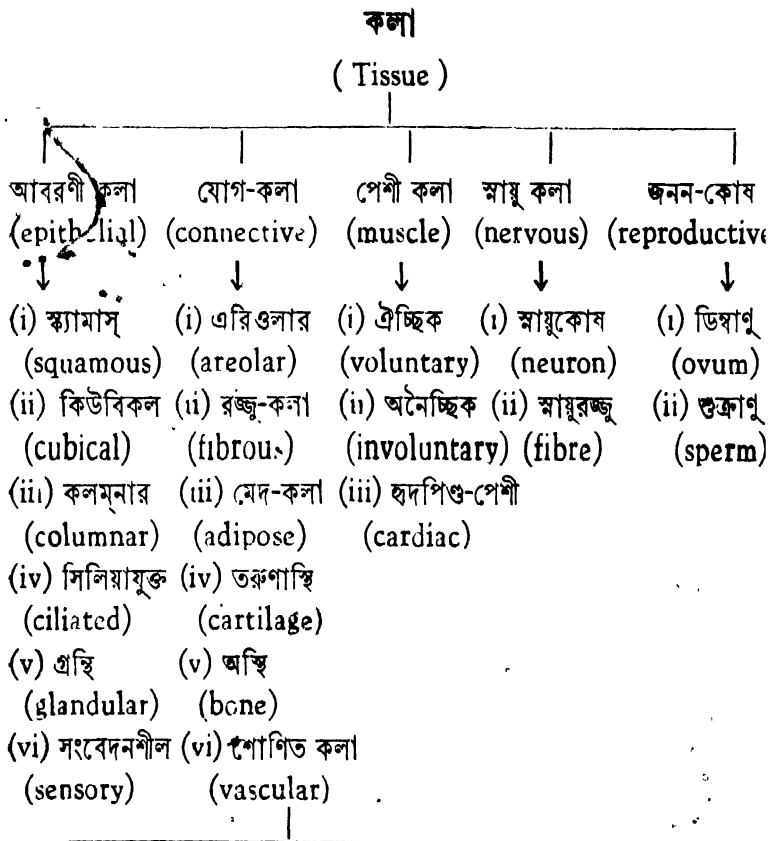 কলা
( Tissue )
আবরণী কলা যোগ-কলা পেশী কলা স্নায়ু কলা জনন-কোষ
(epithelial) (connective) (muscle) (nervous) (reproductive
(i) স্ক্যামাস্ (i) এরিওলার (i) ঐচ্ছিক (i) স্নায়ুকোষ (i) ডিম্বাণু
(squamous) (areolar) (voluntary) (neuron) (ovum)
(ii) কিউবিকল (ii) রজ্জু-কলা (ii) অনৈচ্ছিক (ii) স্নায়ুরজ্জু (ii) শুক্রাণু
(cubical) (fibrous) (involuntary) (fibre) (sperm)
(iii) কলম্‌নার (iii) মেদ-কলা (iii) হৃদপিণ্ড-পেশী
(columnar) (adipose) (cardiac)
(iv) সিলিয়াযুক্ত (iv) তরুণাস্থি
(ciliated) (cartilage)
(v) গ্রন্থি (v) অস্থি
(glandular) (bone)
(vi) সংবেদনশীল (vi) শোণিত কলা
(sensory) (vascular)